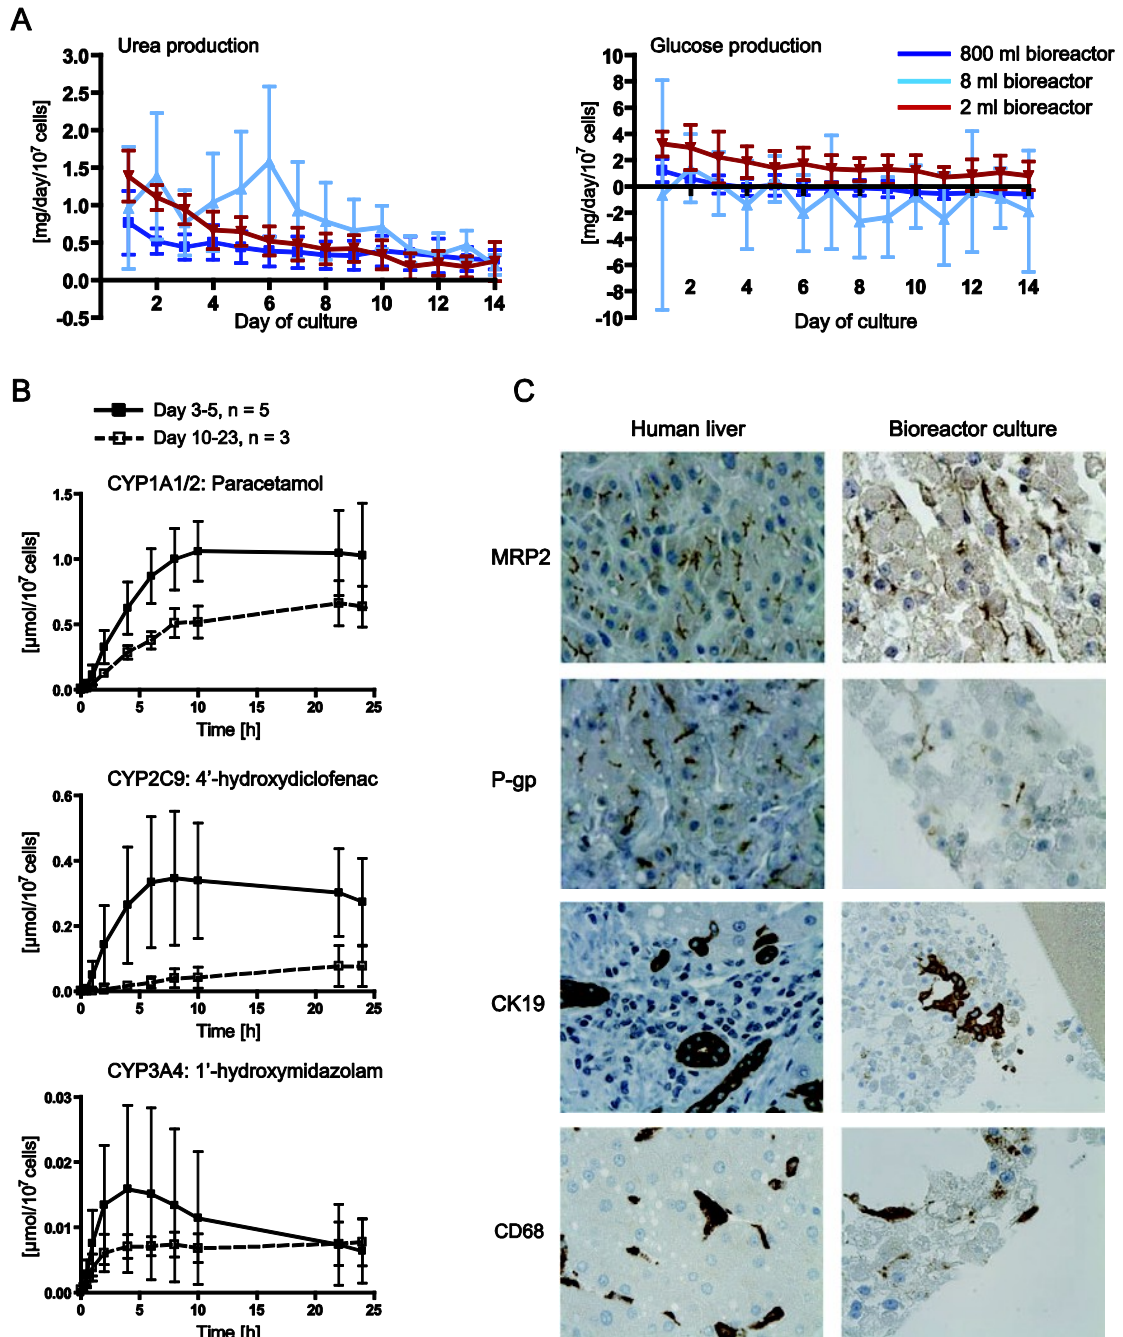 A
Urea production
3.0
2.5
2.0
1.5
1.0
0.5
0.0
-0.5
[mg/day/10⁷ cells]
2 4 6 8 10 12 14
Day of culture
Glucose production
10
8
6
4
2
0
-2
-4
-6
-8
-10
[mg/day/10⁷ cells]
2 4 6 8 10 12 14
Day of culture
800 ml bioreactor
8 ml bioreactor
2 ml bioreactor
B
Day 3-5, n = 5
Day 10-23, n = 3
CYP1A1/2: Paracetamol
1.5
1.0
0.5
0.0
[µmol/10⁷ cells]
0 5 10 15 20 25
Time [h]
CYP2C9: 4’-hydroxydiclofenac
0.6
0.4
0.2
0.0
[µmol/10⁷ cells]
0 5 10 15 20 25
Time [h]
CYP3A4: 1’-hydroxymidazolam
0.03
0.02
0.01
0.00
[µmol/10⁷ cells]
0 5 10 15 20 25
Time [h]
C
Human liver Bioreactor culture
MRP2
P-gp
CK19
CD68